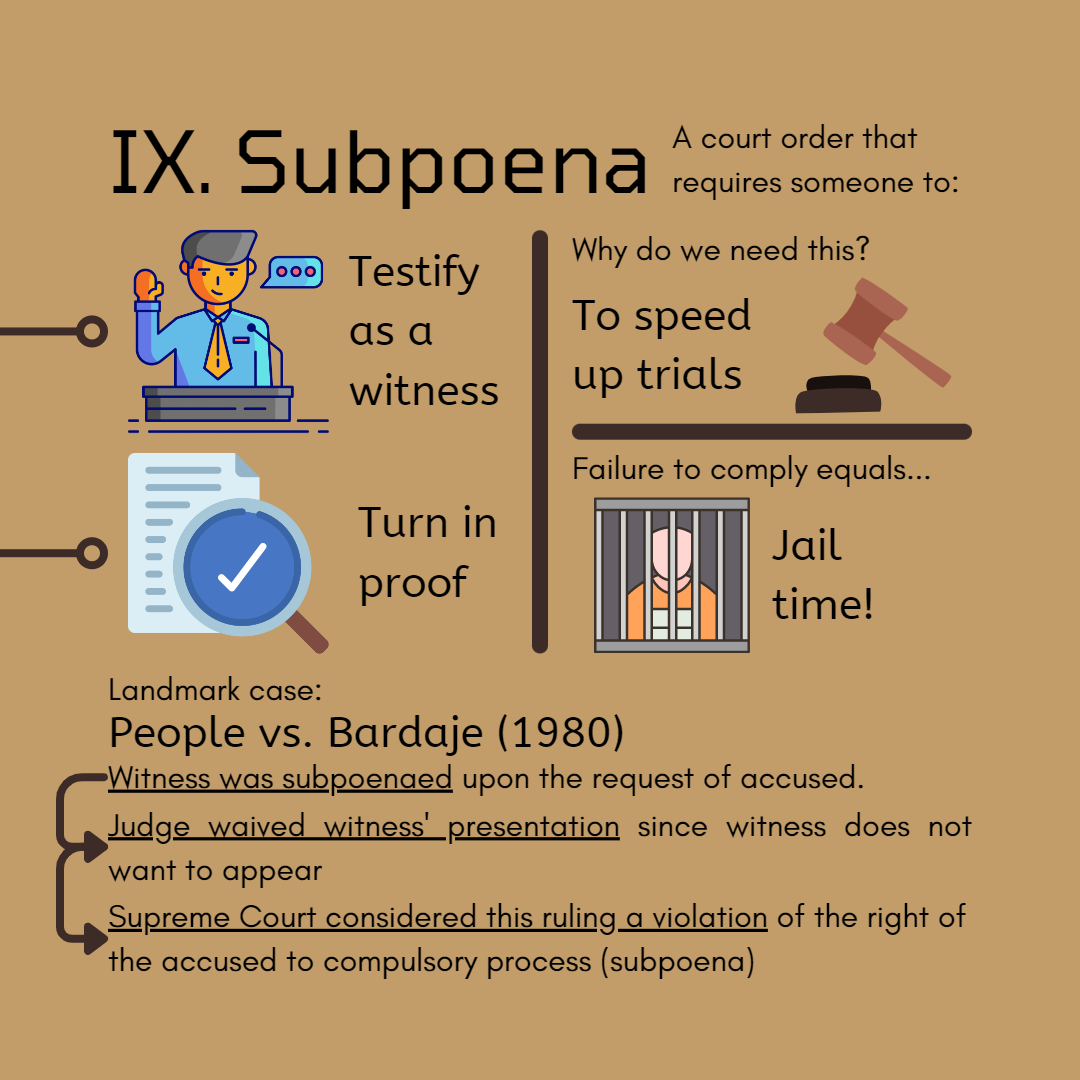 IX. Subpoena
A court order that
requires someone to:
Testify
as a
witness
Turn in
proof
Why do we need this?
To speed
up trials
Failure to comply equals...
Jail
time!
Landmark case:
People vs. Bardaje (1980)
Witness was subpoenaed upon the request of accused.
Judge waived witness' presentation since witness does not
want to appear
Supreme Court considered this ruling a violation of the right of
the accused to compulsory process (subpoena)